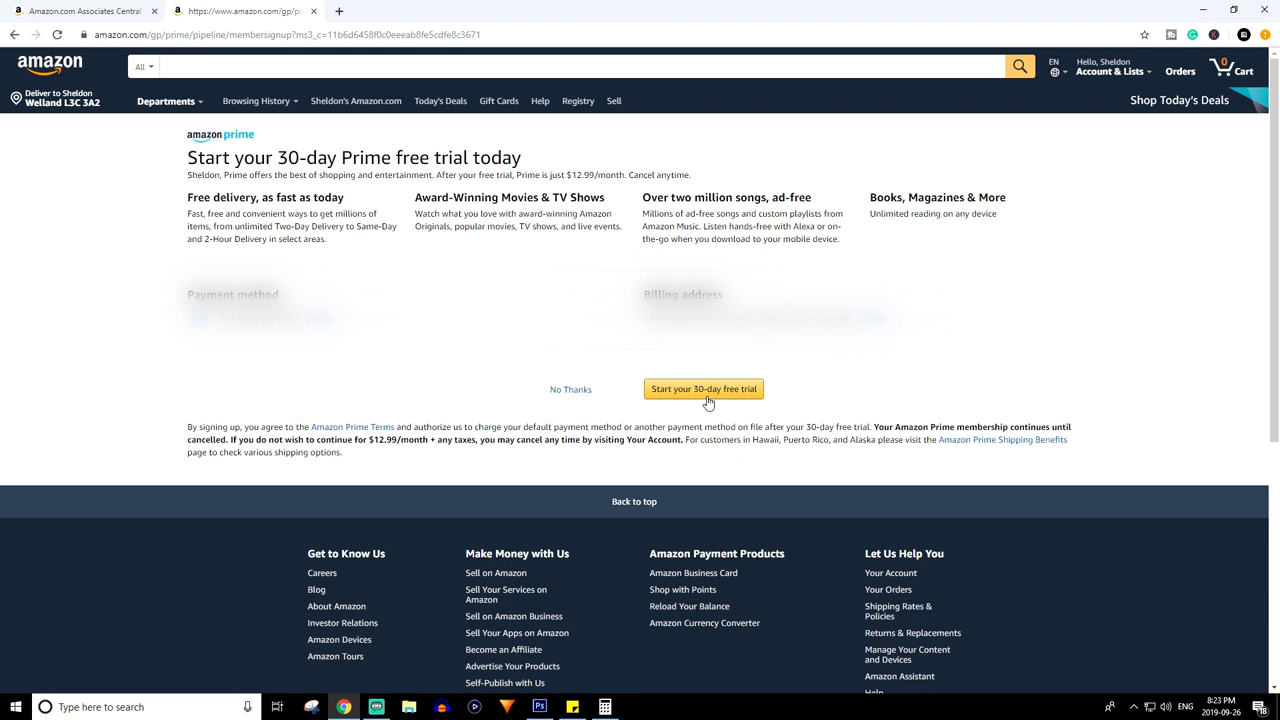 Amazon.com Associates Central
https://www.amazon.com/gp/pr
amazon.com/gp/prime/pipeline/membersignup?ms3_c=11b6d6458f0c0eeeab8fe5cdfe8c3671
amazon
All
EN
Hello, Sheldon
Account & Lists
Orders
0
Cart
Deliver to Sheldon
Welland L3C 3A2
Departments
Browsing History
Sheldon's Amazon.com
Today's Deals
Gift Cards
Help
Registry
Sell
Shop Today's Deals
amazon prime
Start your 30-day Prime free trial today
Sheldon, Prime offers the best of shopping and entertainment. After your free trial, Prime is just $12.99/month. Cancel anytime.
Free delivery, as fast as today
Fast, free and convenient ways to get millions of
items, from unlimited Two-Day Delivery to Same-Day
and 2-Hour Delivery in select areas.
Award-Winning Movies & TV Shows
Watch what you love with award-winning Amazon
Originals, popular movies, TV shows, and live events.
Over two million songs, ad-free
Millions of ad-free songs and custom playlists from
Amazon Music. Listen hands-free with Alexa or on-
the-go when you download to your mobile device.
Books, Magazines & More
Unlimited reading on any device
Payment method
Billing address
No Thanks
Start your 30-day free trial
By signing up, you agree to the Amazon Prime Terms and authorize us to charge your default payment method or another payment method on file after your 30-day free trial. Your Amazon Prime membership continues until
cancelled. If you do not wish to continue for $12.99/month + any taxes, you may cancel any time by visiting Your Account. For customers in Hawaii, Puerto Rico, and Alaska please visit the Amazon Prime Shipping Benefits
page to check various shipping options.
Back to top
Get to Know Us
Careers
Blog
About Amazon
Investor Relations
Amazon Devices
Amazon Tours
Make Money with Us
Sell on Amazon
Sell Your Services on
Amazon
Sell on Amazon Business
Sell Your Apps on Amazon
Become an Affiliate
Advertise Your Products
Self-Publish with Us
Amazon Payment Products
Amazon Business Card
Shop with Points
Reload Your Balance
Amazon Currency Converter
Let Us Help You
Your Account
Your Orders
Shipping Rates &
Policies
Returns & Replacements
Manage Your Content
and Devices
Amazon Assistant
Help
Type here to search
ENG
8:23 PM
2019-09-26
18